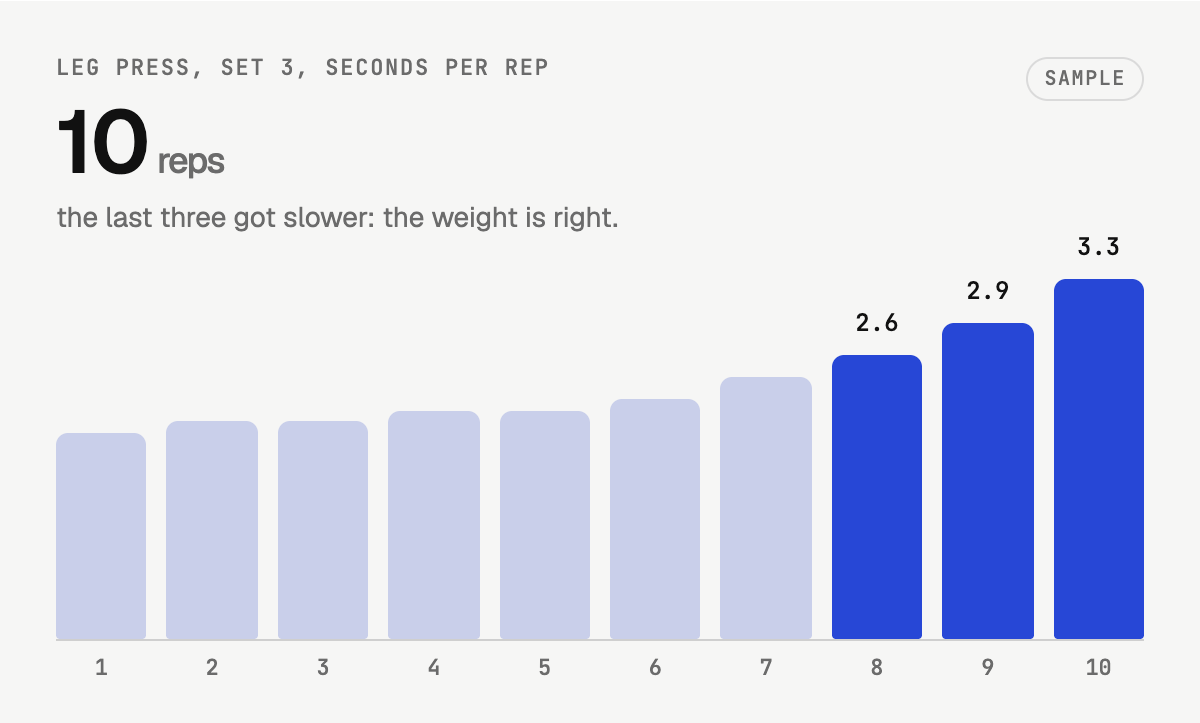 LEG PRESS, SET 3, SECONDS PER REP
SAMPLE
10 reps
the last three got slower: the weight is right.
3.3
2.9
2.6
1 2 3 4 5 6 7 8 9 10